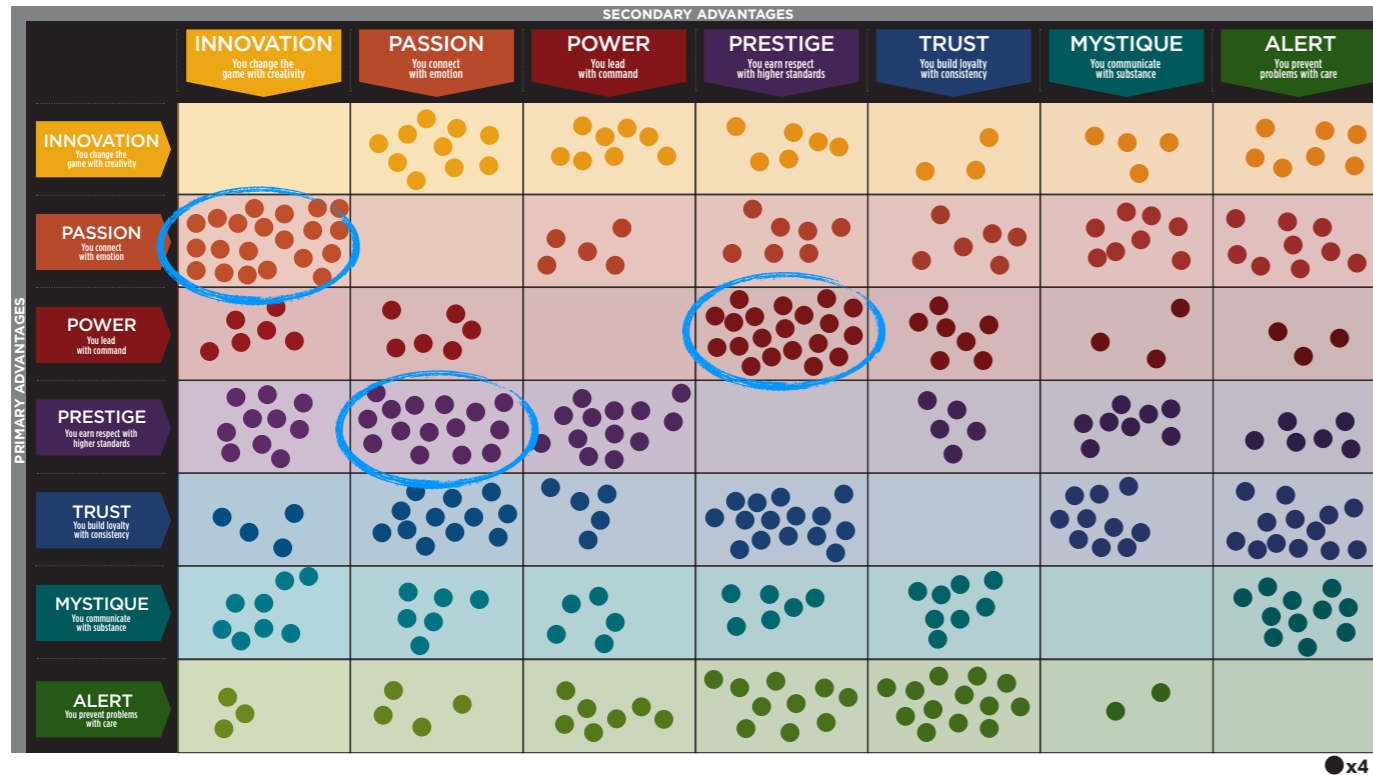 SECONDARY ADVANTAGES
INNOVATION
You change the
game with creativity
PASSION
You connect
with emotion
POWER
You lead
with command
PRESTIGE
You earn respect
with higher standards
TRUST
You build loyalty
with consistency
MYSTIQUE
You communicate
with substance
ALERT
You prevent
problems with care
PRIMARY ADVANTAGES
INNOVATION
You change the
game with creativity
PASSION
You connect
with emotion
POWER
You lead
with command
PRESTIGE
You earn respect with
higher standards
TRUST
You build loyalty
with consistency
MYSTIQUE
You communicate
with substance
ALERT
You prevent problems
with care
x4